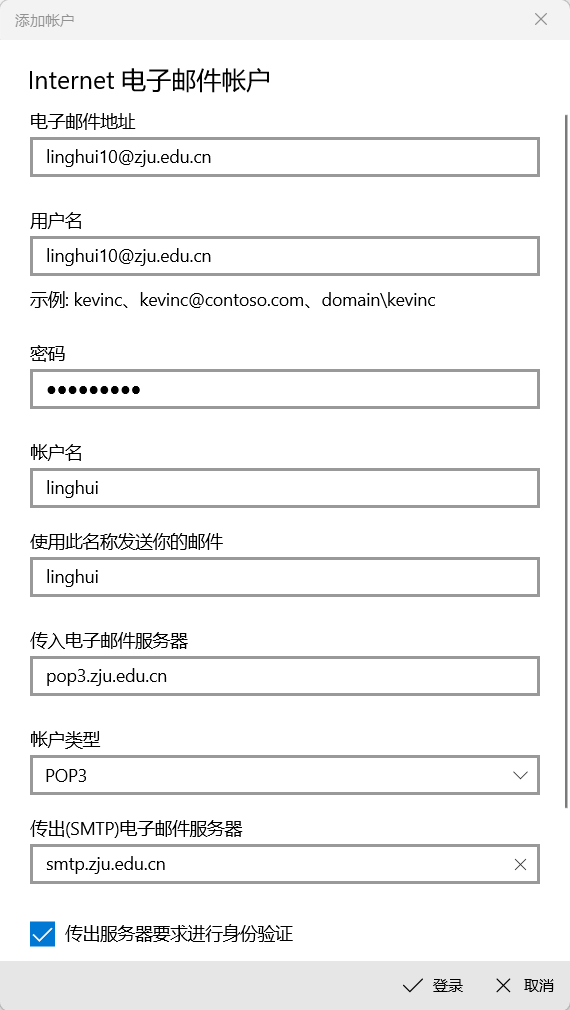 添加帐户
Internet 电子邮件帐户
电子邮件地址
linghui10@zju.edu.cn
用户名
linghui10@zju.edu.cn
示例: kevinc、kevinc@contoso.com、domain\kevinc
密码
●●●●●●●●●
帐户名
linghui
使用此名称发送你的邮件
linghui
传入电子邮件服务器
pop3.zju.edu.cn
帐户类型
POP3
传出(SMTP)电子邮件服务器
smtp.zju.edu.cn
传出服务器要求进行身份验证
登录 取消